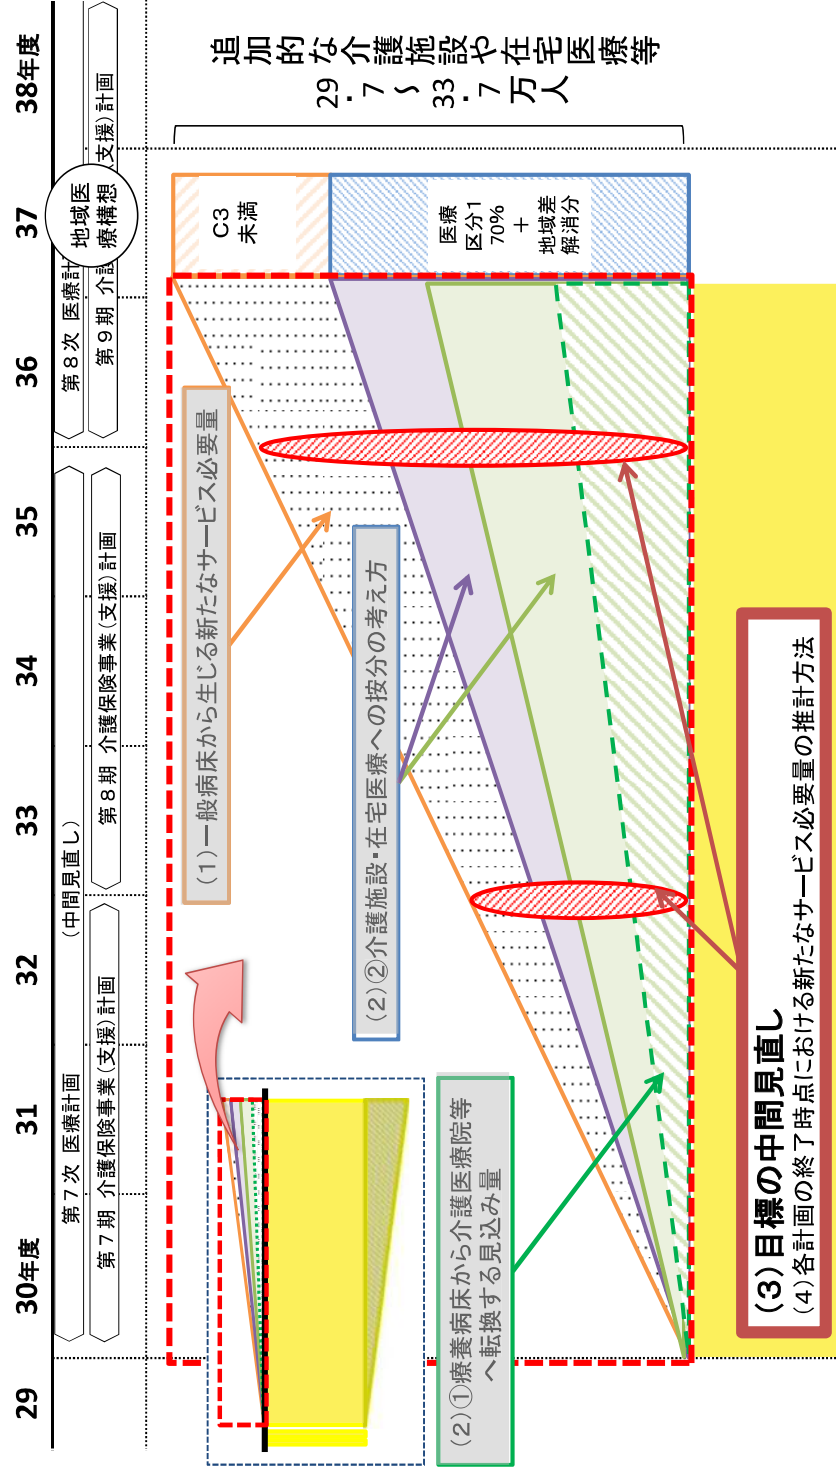 29
30年度
31
32
33
34
35
36
37
38年度
第7次 医療計画
(中間見直し)
第8次 医療計
地域医
療構想
第7期 介護保険事業(支援)計画
第8期 介護保険事業(支援)計画
第9期 介護
支援)計画
追加的な介護施設や在宅医療等
29.7～33.7万人
C3
未満
医療
区分1
70%
＋
地域差
解消分
(1)一般病床から生じる新たなサービス必要量
(2)②介護施設・在宅医療への按分の考え方
(2)①療養病床から介護医療院等
へ転換する見込み量
(3)目標の中間見直し
(4)各計画の終了時点における新たなサービス必要量の推計方法